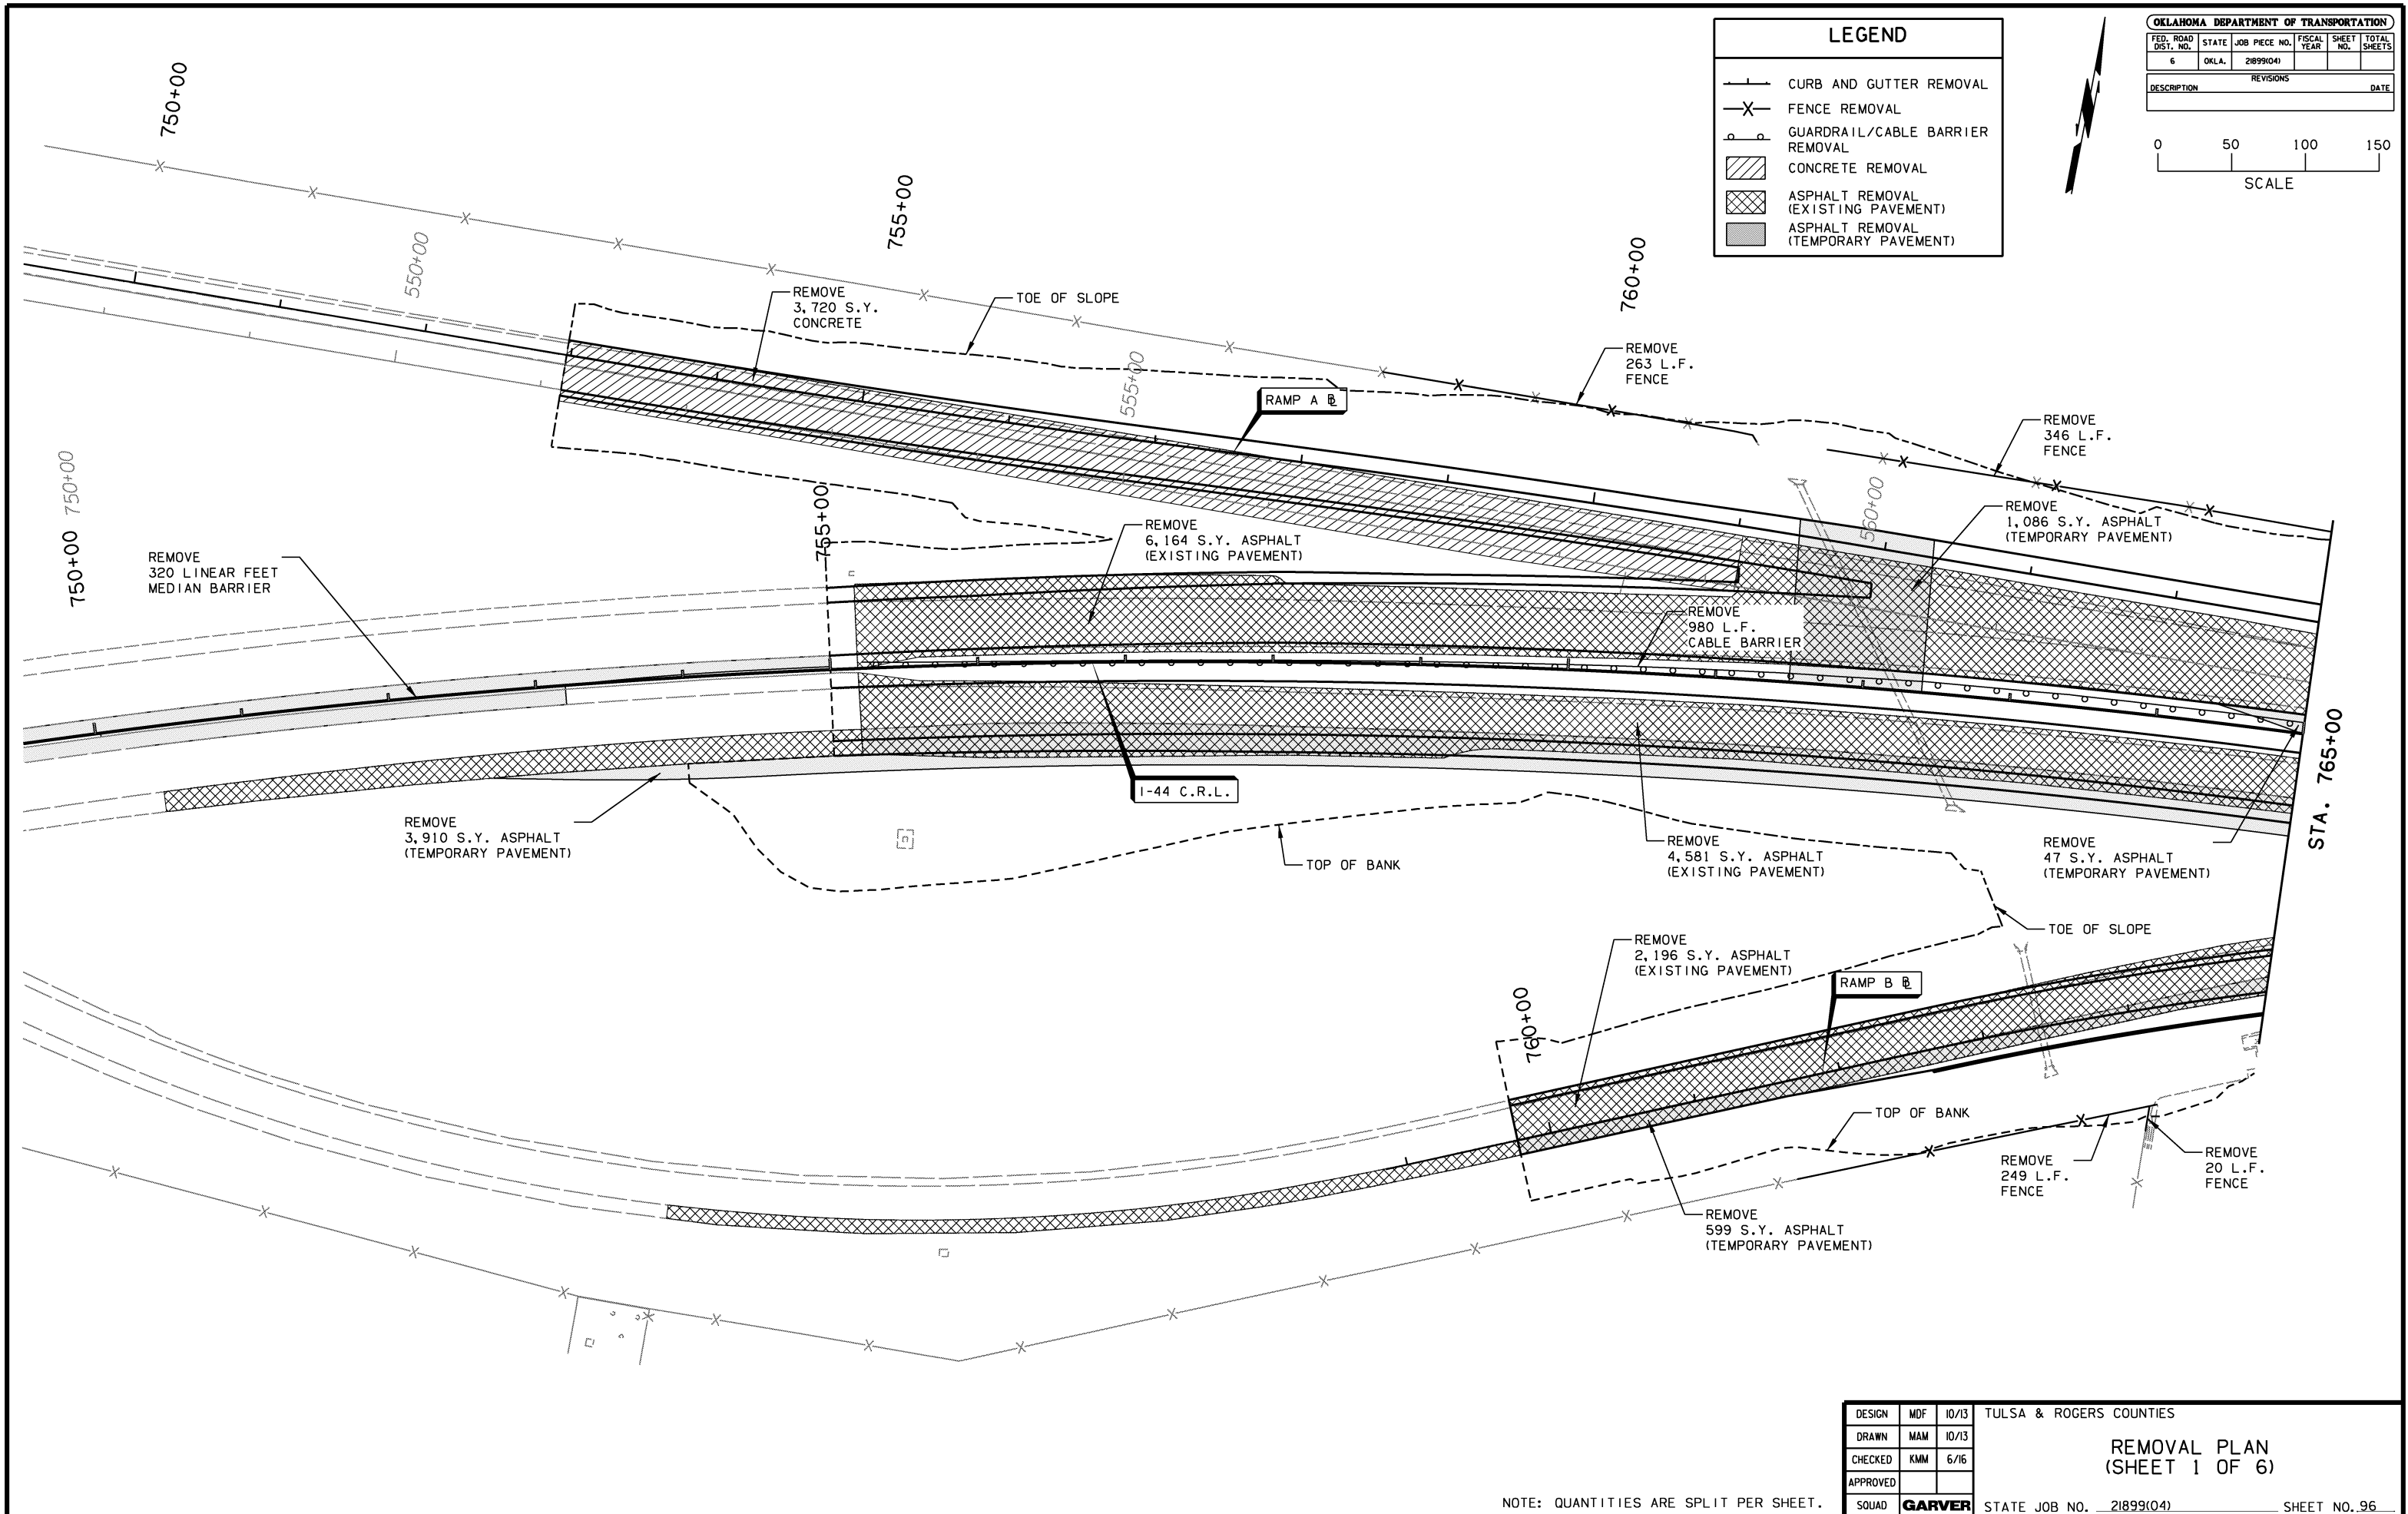 LEGEND
CURB AND GUTTER REMOVAL
FENCE REMOVAL
GUARDRAIL/CABLE BARRIER
REMOVAL
CONCRETE REMOVAL
ASPHALT REMOVAL
(EXISTING PAVEMENT)
ASPHALT REMOVAL
(TEMPORARY PAVEMENT)
OKLAHOMA DEPARTMENT OF TRANSPORTATION
FED. ROAD DIST. NO. STATE JOB PIECE NO. FISCAL YEAR SHEET NO. TOTAL SHEETS
6 OKLA. 21899(04)
REVISIONS
DESCRIPTION DATE
0 50 100 150
SCALE
750+00
755+00
760+00
550+00
555+00
560+00
REMOVE
3,720 S.Y.
CONCRETE
TOE OF SLOPE
RAMP A ℄
REMOVE
263 L.F.
FENCE
REMOVE
346 L.F.
FENCE
REMOVE
1,086 S.Y. ASPHALT
(TEMPORARY PAVEMENT)
750+00 750+00
755+00
REMOVE
320 LINEAR FEET
MEDIAN BARRIER
REMOVE
6,164 S.Y. ASPHALT
(EXISTING PAVEMENT)
REMOVE
980 L.F.
CABLE BARRIER
STA. 765+00
I-44 C.R.L.
REMOVE
3,910 S.Y. ASPHALT
(TEMPORARY PAVEMENT)
TOP OF BANK
REMOVE
4,581 S.Y. ASPHALT
(EXISTING PAVEMENT)
REMOVE
47 S.Y. ASPHALT
(TEMPORARY PAVEMENT)
TOE OF SLOPE
REMOVE
2,196 S.Y. ASPHALT
(EXISTING PAVEMENT)
RAMP B ℄
760+00
TOP OF BANK
REMOVE
249 L.F.
FENCE
REMOVE
20 L.F.
FENCE
REMOVE
599 S.Y. ASPHALT
(TEMPORARY PAVEMENT)
NOTE: QUANTITIES ARE SPLIT PER SHEET.
DESIGN MDF 10/13
DRAWN MAM 10/13
CHECKED KMM 6/16
APPROVED
SQUAD GARVER
TULSA & ROGERS COUNTIES
REMOVAL PLAN
(SHEET 1 OF 6)
STATE JOB NO. 21899(04) SHEET NO. 96